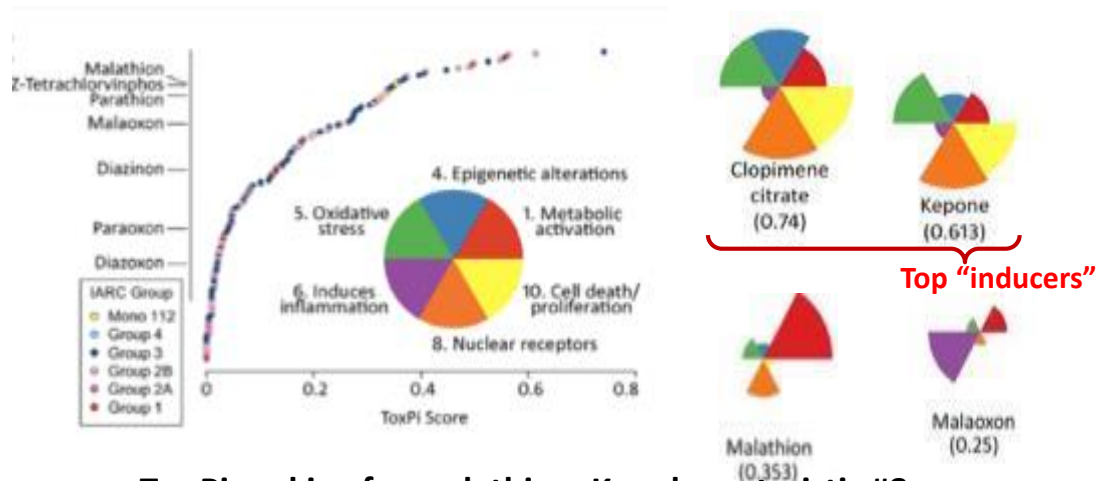 Malathion
Z-Tetrachlorvinphos
Parathion
Malaoxon
Diazinon
Paraoxon
Diazoxon
IARC Group
Mono 112
Group 4
Group 3
Group 2B
Group 2A
Group 1
0
0.2
0.4
0.6
0.8
ToxPi Score
4. Epigenetic alterations
5. Oxidative
stress
1. Metabolic
activation
6. Induces
inflammation
10. Cell death/
proliferation
8. Nuclear receptors
Clopimene
citrate
(0.74)
Kepone
(0.613)
Top “inducers”
Malathion
(0.353)
Malaoxon
(0.25)